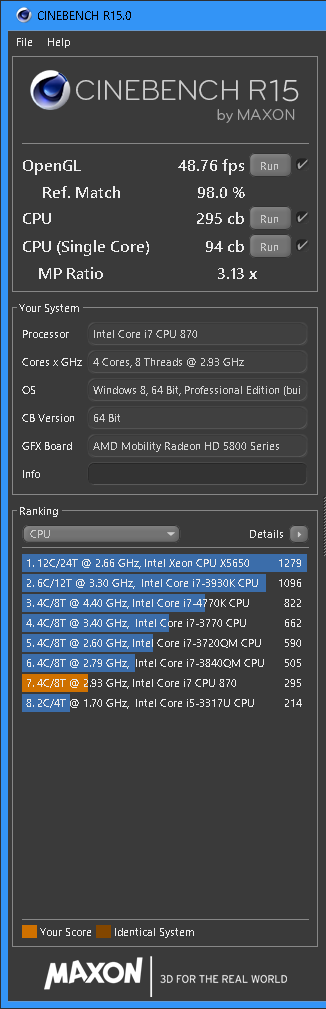 CINEBENCH R15.0
File Help
CINEBENCH R15
by MAXON
OpenGL 48.76 fps Run
Ref. Match 98.0 %
CPU 295 cb Run
CPU (Single Core) 94 cb Run
MP Ratio 3.13 x
Your System
Processor Intel Core i7 CPU 870
Cores x GHz 4 Cores, 8 Threads @ 2.93 GHz
OS Windows 8, 64 Bit, Professional Edition (bui
CB Version 64 Bit
GFX Board AMD Mobility Radeon HD 5800 Series
Info
Ranking
CPU Details
1. 12C/24T @ 2.66 GHz, Intel Xeon CPU X5650 1279
2. 6C/12T @ 3.30 GHz, Intel Core i7-3930K CPU 1096
3. 4C/8T @ 4.40 GHz, Intel Core i7-4770K CPU 822
4. 4C/8T @ 3.40 GHz, Intel Core i7-3770 CPU 662
5. 4C/8T @ 2.60 GHz, Intel Core i7-3720QM CPU 590
6. 4C/8T @ 2.79 GHz, Intel Core i7-3840QM CPU 505
7. 4C/8T @ 2.93 GHz, Intel Core i7 CPU 870 295
8. 2C/4T @ 1.70 GHz, Intel Core i5-3317U CPU 214
Your Score Identical System
MAXON 3D FOR THE REAL WORLD